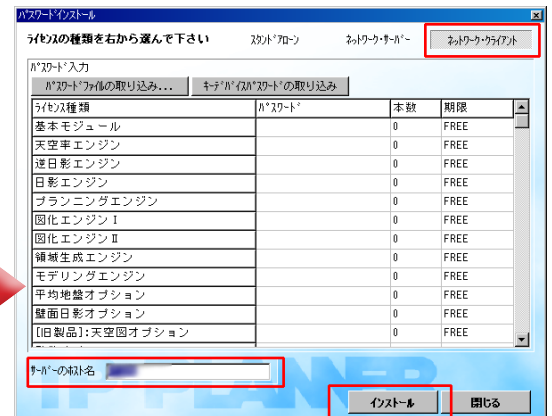 ﾊﾟｽﾜｰﾄﾞｲﾝｽﾄｰﾙ
ﾗｲｾﾝｽの種類を右から選んで下さい ｽﾀﾝﾄﾞｱﾛｰﾝ ﾈｯﾄﾜｰｸ･ｻｰﾊﾞｰ ﾈｯﾄﾜｰｸ･ｸﾗｲｱﾝﾄ
ﾊﾟｽﾜｰﾄﾞ入力
ﾊﾟｽﾜｰﾄﾞﾌｧｲﾙの取り込み... ｷｰﾃﾞﾊﾞｲｽﾊﾟｽﾜｰﾄﾞの取り込み
ﾗｲｾﾝｽ種類 ﾊﾟｽﾜｰﾄﾞ 本数 期限
基本モジュール 0 FREE
天空率エンジン 0 FREE
逆日影エンジン 0 FREE
日影エンジン 0 FREE
プランニングエンジン 0 FREE
図化エンジンⅠ 0 FREE
図化エンジンⅡ 0 FREE
領域生成エンジン 0 FREE
モデリングエンジン 0 FREE
平均地盤オプション 0 FREE
壁面日影オプション 0 FREE
[旧製品]:天空図オプション 0 FREE
ｻｰﾊﾞｰのﾎｽﾄ名
TP-PLANNER
ｲﾝｽﾄｰﾙ 閉じる